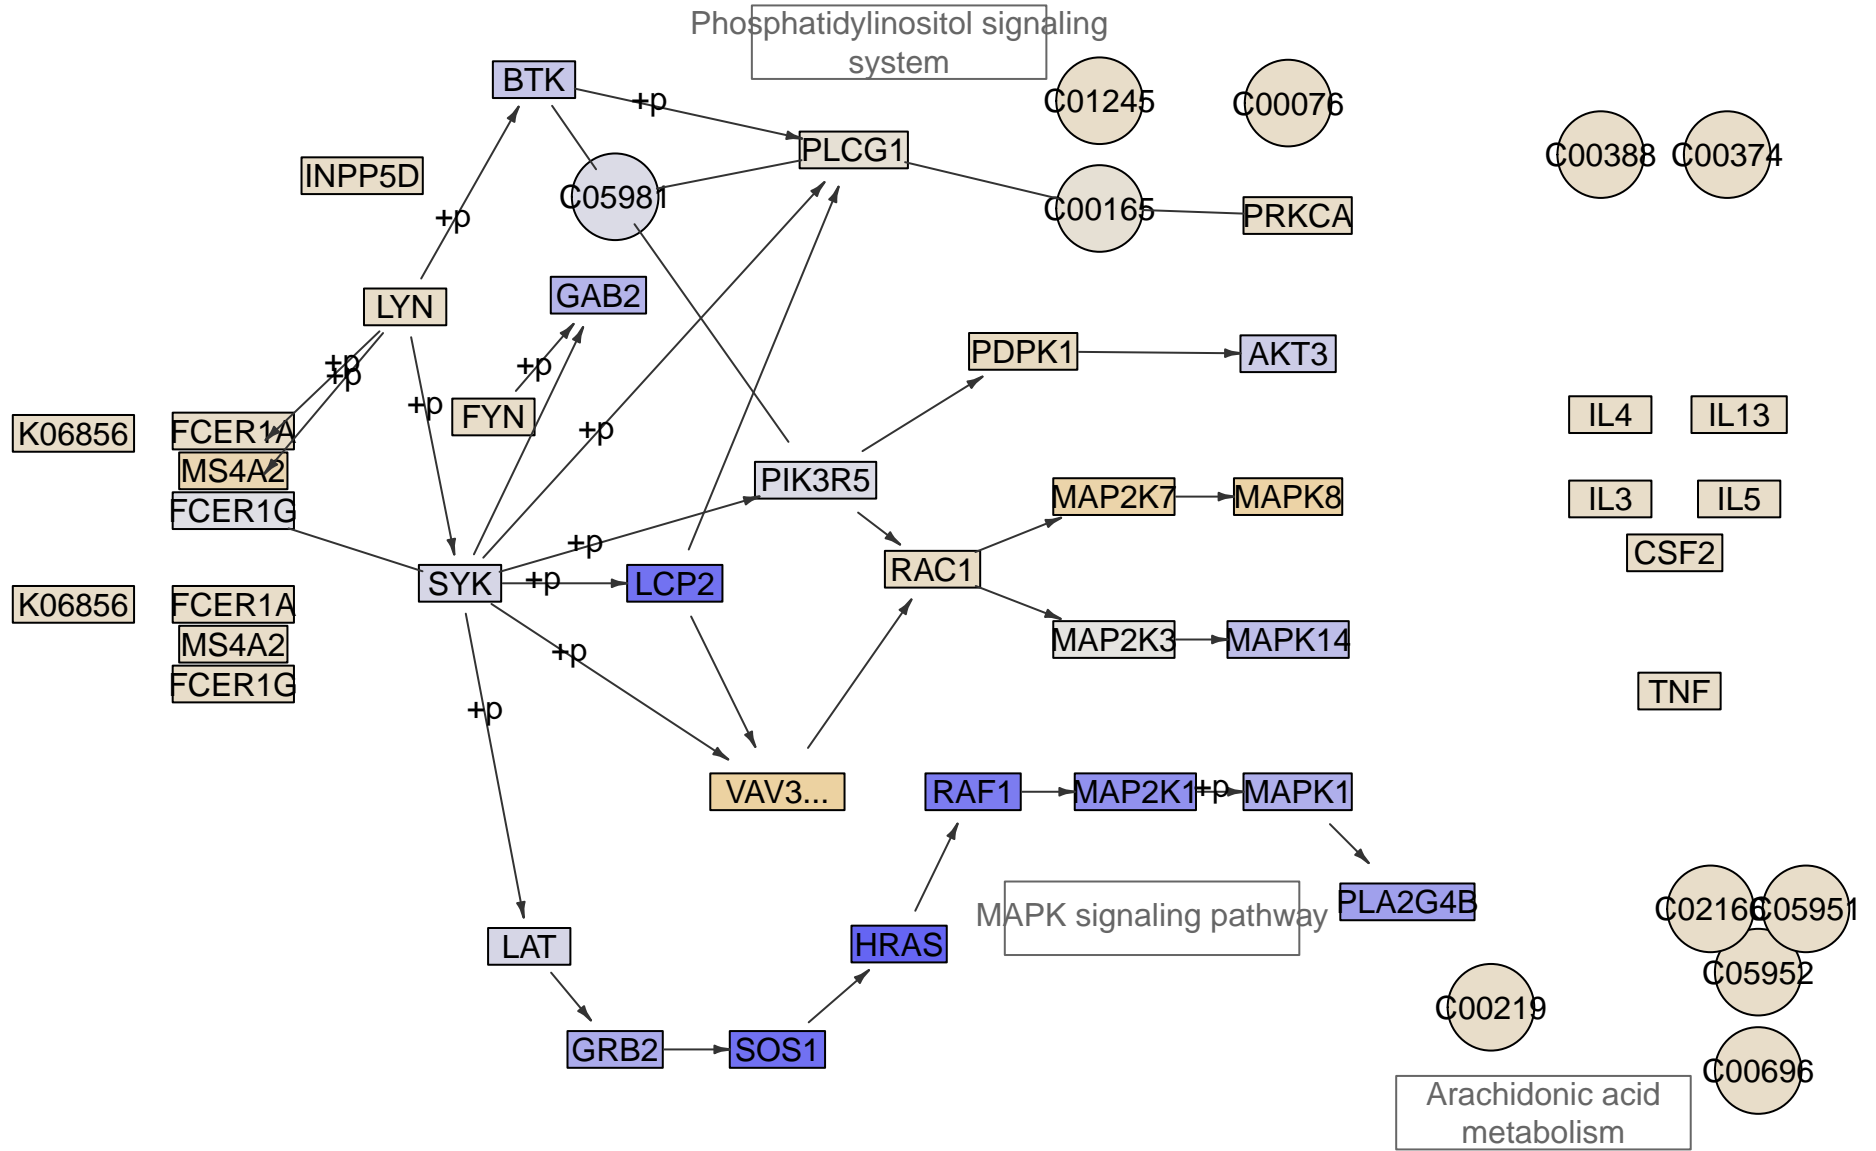 Phosphatidylinositol signaling
system
BTK
+p
C01245
C00076
PLCG1
C00388
C00374
INPP5D
C05981
C00165
PRKCA
+p
LYN
GAB2
PDPK1
AKT3
+p
+p
+p
+p
FYN
K06856
FCER1A
+p
IL4
IL13
MS4A2
PIK3R5
MAP2K7
MAPK8
IL3
IL5
FCER1G
+p
CSF2
SYK
+p
LCP2
RAC1
K06856
FCER1A
MS4A2
+p
MAP2K3
MAPK14
FCER1G
TNF
+p
VAV3...
RAF1
MAP2K1
+p
MAPK1
PLA2G4B
C02166
C05951
MAPK signaling pathway
LAT
HRAS
C05952
C00219
GRB2
SOS1
C00696
Arachidonic acid
metabolism